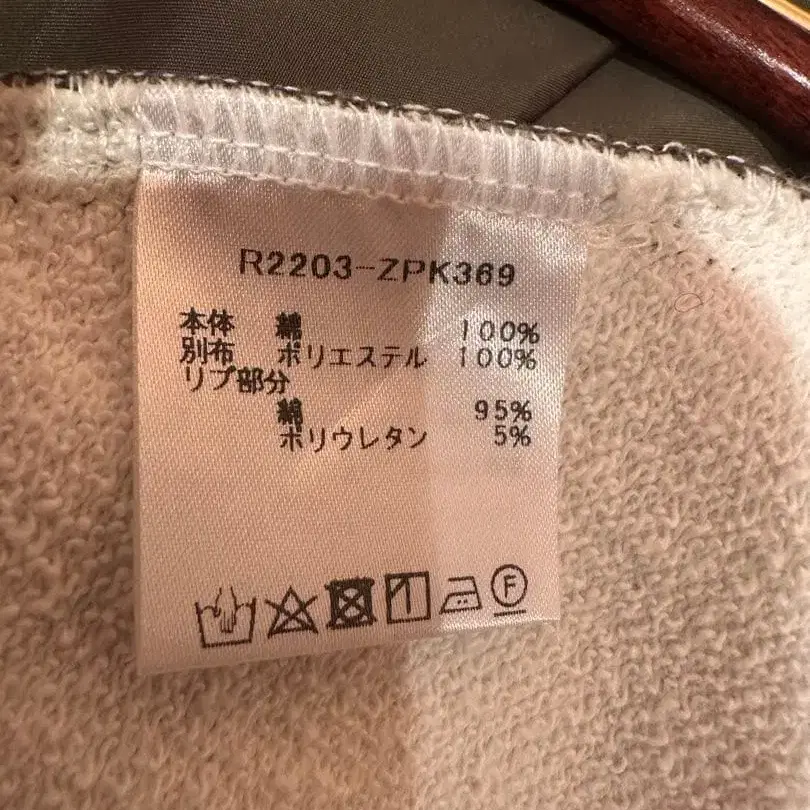 R2203-ZPK369
本体 綿 100%
別布 ポリエステル 100%
リブ部分
綿 95%
ポリウレタン 5%
F